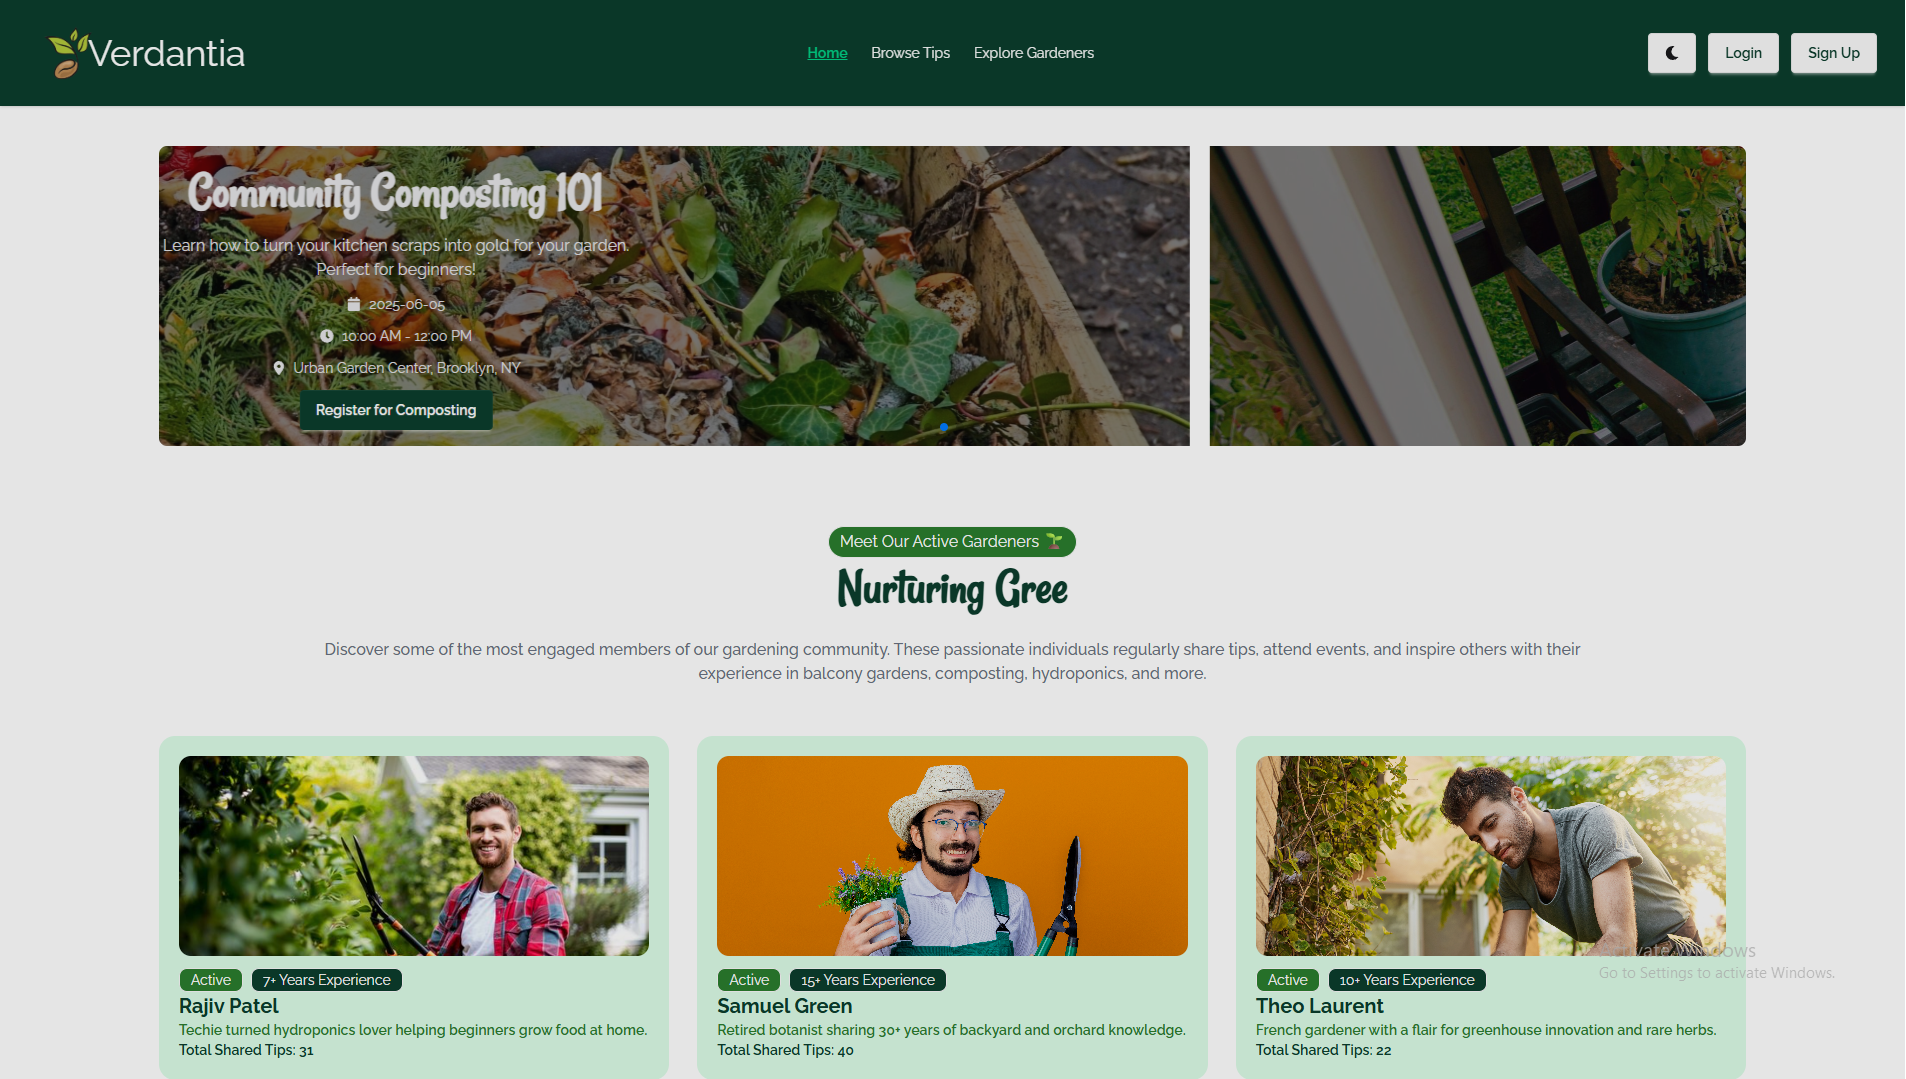 Verdantia
Home
Browse Tips
Explore Gardeners
Login
Sign Up
Community Composting 101
Learn how to turn your kitchen scraps into gold for your garden.
Perfect for beginners!
2025-06-05
10:00 AM - 12:00 PM
Urban Garden Center, Brooklyn, NY
Register for Composting
Meet Our Active Gardeners
Nurturing Gree
Discover some of the most engaged members of our gardening community. These passionate individuals regularly share tips, attend events, and inspire others with their
experience in balcony gardens, composting, hydroponics, and more.
Active
7+ Years Experience
Rajiv Patel
Techie turned hydroponics lover helping beginners grow food at home.
Total Shared Tips: 31
Active
15+ Years Experience
Samuel Green
Retired botanist sharing 30+ years of backyard and orchard knowledge.
Total Shared Tips: 40
Active
10+ Years Experience
Theo Laurent
French gardener with a flair for greenhouse innovation and rare herbs.
Total Shared Tips: 22
Activate Windows
Go to Settings to activate Windows.